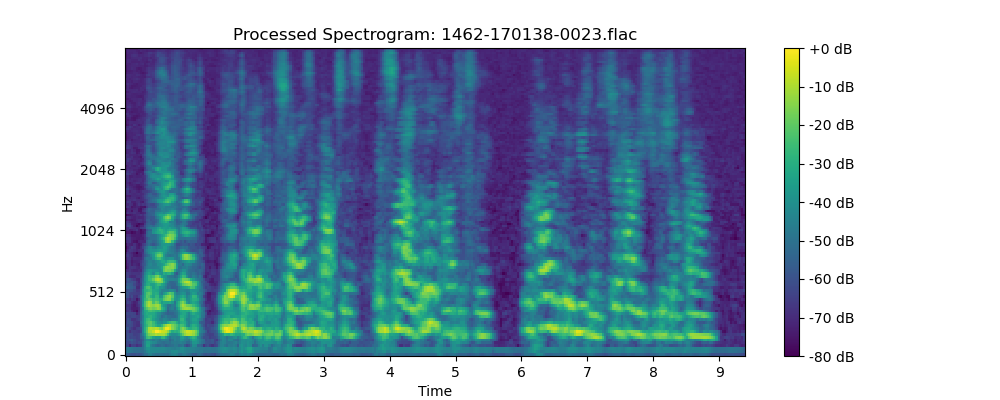 Processed Spectrogram: 1462-170138-0023.flac
Hz
4096
2048
1024
512
0
0 1 2 3 4 5 6 7 8 9
Time
+0 dB
-10 dB
-20 dB
-30 dB
-40 dB
-50 dB
-60 dB
-70 dB
-80 dB